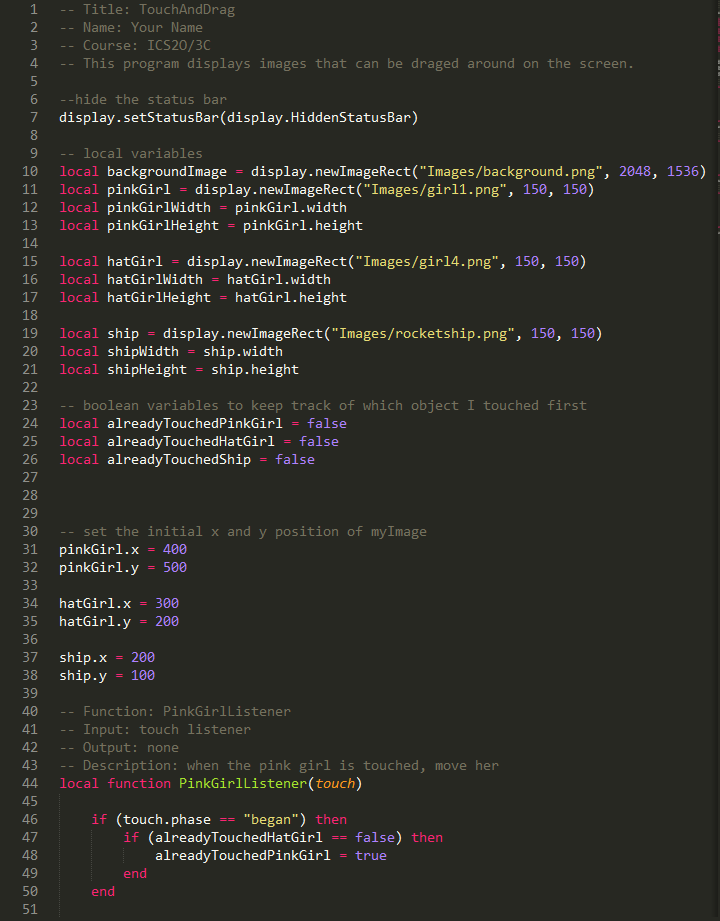 1 -- Title: TouchAndDrag
2 -- Name: Your Name
3 -- Course: ICS2O/3C
4 -- This program displays images that can be draged around on the screen.
5
6 --hide the status bar
7 display.setStatusBar(display.HiddenStatusBar)
8
9 -- local variables
10 local backgroundImage = display.newImageRect("Images/background.png", 2048, 1536)
11 local pinkGirl = display.newImageRect("Images/girl1.png", 150, 150)
12 local pinkGirlWidth = pinkGirl.width
13 local pinkGirlHeight = pinkGirl.height
14
15 local hatGirl = display.newImageRect("Images/girl4.png", 150, 150)
16 local hatGirlWidth = hatGirl.width
17 local hatGirlHeight = hatGirl.height
18
19 local ship = display.newImageRect("Images/rocketship.png", 150, 150)
20 local shipWidth = ship.width
21 local shipHeight = ship.height
22
23 -- boolean variables to keep track of which object I touched first
24 local alreadyTouchedPinkGirl = false
25 local alreadyTouchedHatGirl = false
26 local alreadyTouchedShip = false
27
28
29
30 -- set the initial x and y position of myImage
31 pinkGirl.x = 400
32 pinkGirl.y = 500
33
34 hatGirl.x = 300
35 hatGirl.y = 200
36
37 ship.x = 200
38 ship.y = 100
39
40 -- Function: PinkGirlListener
41 -- Input: touch listener
42 -- Output: none
43 -- Description: when the pink girl is touched, move her
44 local function PinkGirlListener(touch)
45
46     if (touch.phase == "began") then
47         if (alreadyTouchedHatGirl == false) then
48             alreadyTouchedPinkGirl = true
49         end
50     end
51